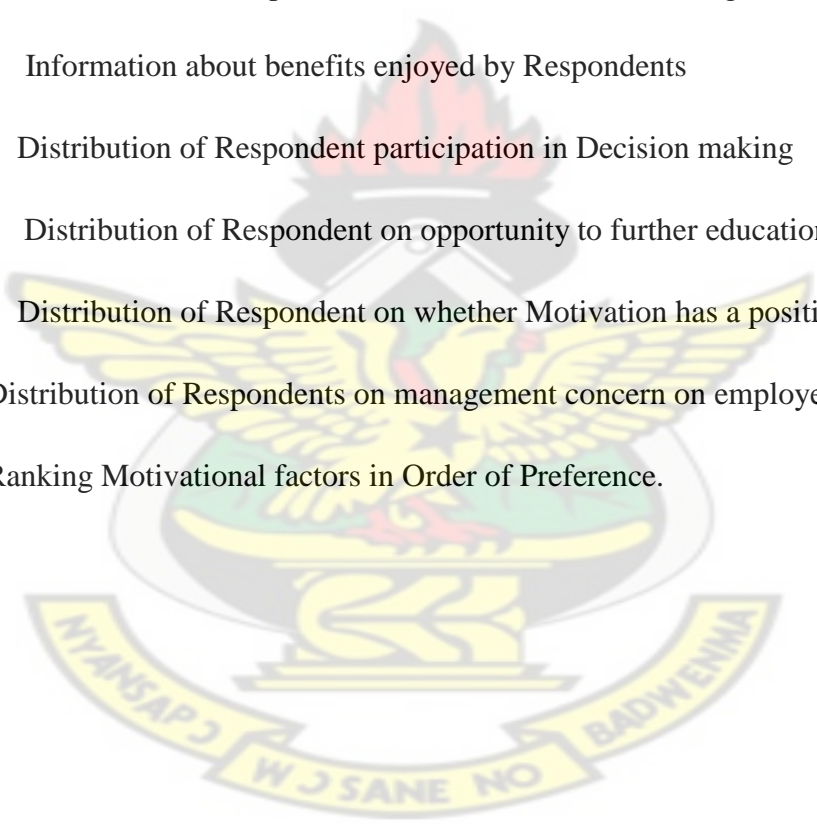 Information about benefits enjoyed by Respondents
Distribution of Respondent participation in Decision making
Distribution of Respondent on opportunity to further education
Distribution of Respondent on whether Motivation has a positi
Distribution of Respondents on management concern on employe
Ranking Motivational factors in Order of Preference.
NYANSAPƆ WƆSANE NO BADWENMA